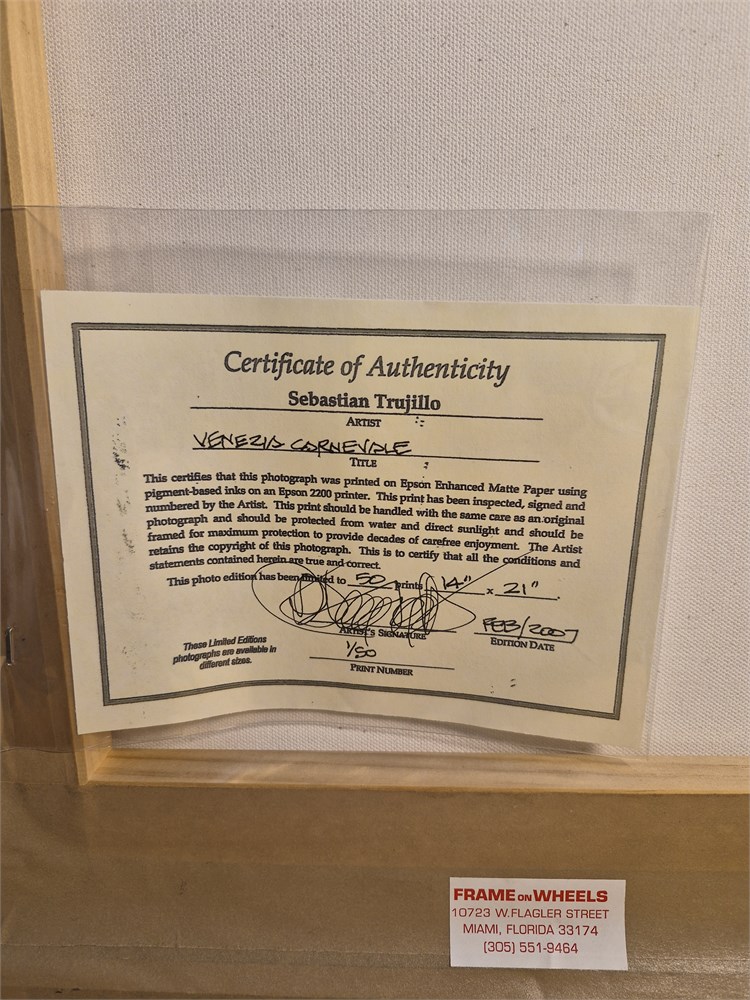 Certificate of Authenticity
Sebastian Trujillo
ARTIST
VENEZIA CARNEVALE
TITLE
This certifies that this photograph was printed on Epson Enhanced Matte Paper using
pigment-based inks on an Epson 2200 printer. This print has been inspected, signed and
numbered by the Artist. This print should be handled with the same care as an original
photograph and should be protected from water and direct sunlight and should be
framed for maximum protection to provide decades of carefree enjoyment. The Artist
retains the copyright of this photograph. This is to certify that all the conditions and
statements contained herein are true and correct.
This photo edition has been limited to 50 prints 14" x 21".
ARTIST'S SIGNATURE
FEB/2007
EDITION DATE
These Limited Editions
photographs are available in
different sizes.
1/50
PRINT NUMBER
FRAME ON WHEELS
10723 W.FLAGLER STREET
MIAMI, FLORIDA 33174
(305) 551-9464